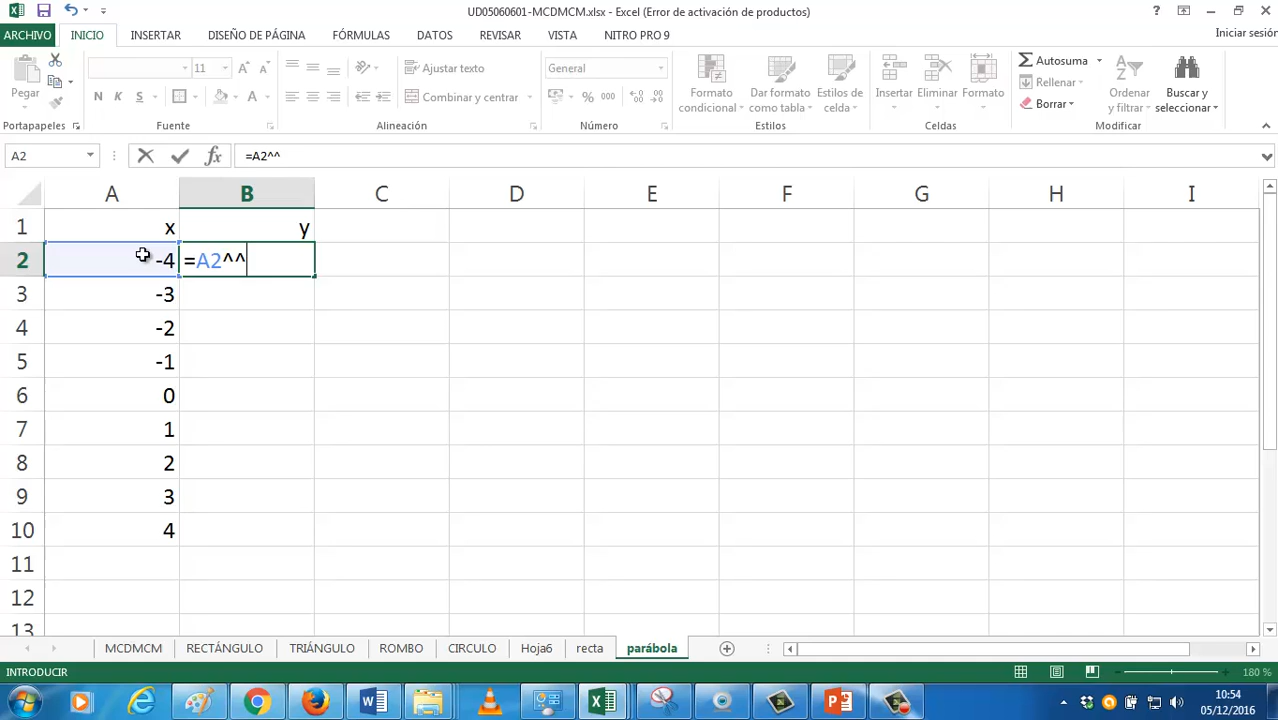 UD05060601-MCDMCM.xlsx - Excel (Error de activación de productos)
ARCHIVO INICIO INSERTAR DISEÑO DE PÁGINA FÓRMULAS DATOS REVISAR VISTA NITRO PRO 9 Iniciar sesión
Pegar
11
N K S
Ajustar texto
Combinar y centrar
General
% 000
Formato condicional
Dar formato como tabla
Estilos de celda
Insertar
Eliminar
Formato
Autosuma
Rellenar
Borrar
Ordenar y filtrar
Buscar y seleccionar
Portapapeles Fuente Alineación Número Estilos Celdas Modificar
A2 fx =A2^^
A B C D E F G H I
1 x y
2 -4 =A2^^
3 -3
4 -2
5 -1
6 0
7 1
8 2
9 3
10 4
11
12
13
MCDMCM RECTÁNGULO TRIÁNGULO ROMBO CIRCULO Hoja6 recta parábola
INTRODUCIR 180 %
10:54
05/12/2016